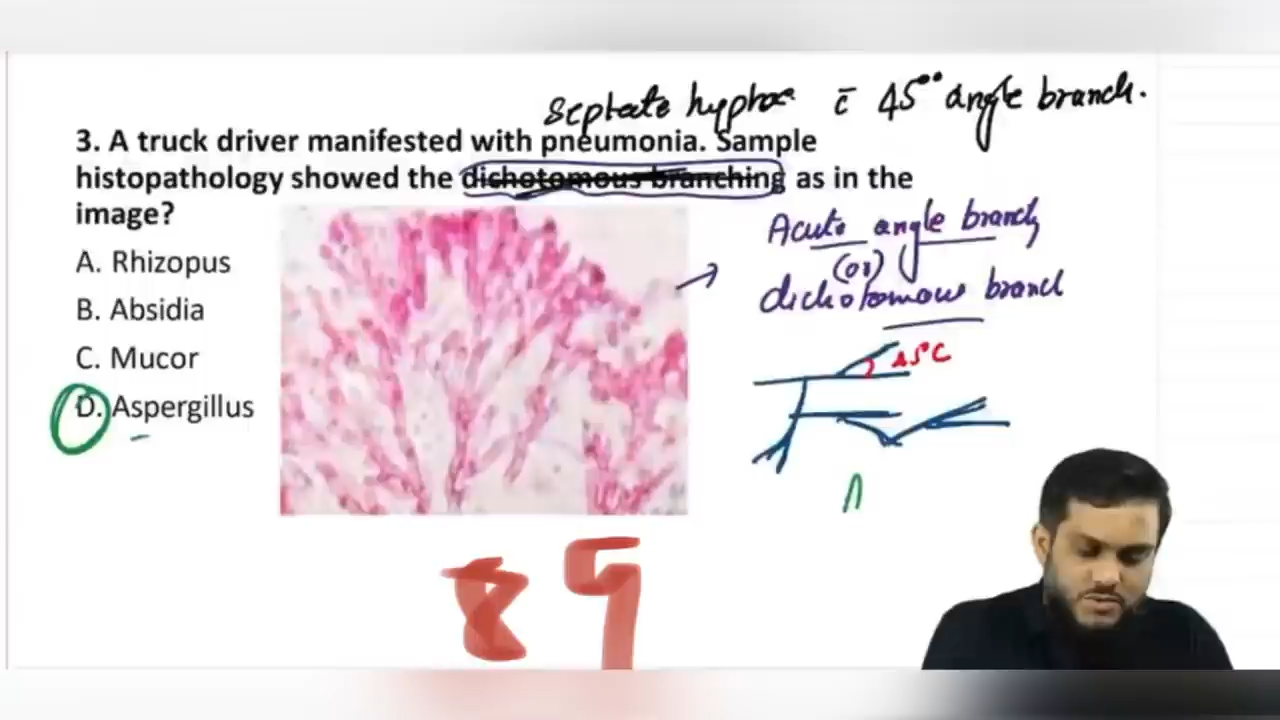 septate hyphae c̄ 45° angle branch.
3. A truck driver manifested with pneumonia. Sample
histopathology showed the dichotomous branching as in the
image?
A. Rhizopus
B. Absidia
C. Mucor
D. Aspergillus
Acute angle branch
(or)
dichotomous branch
45°C
A
89